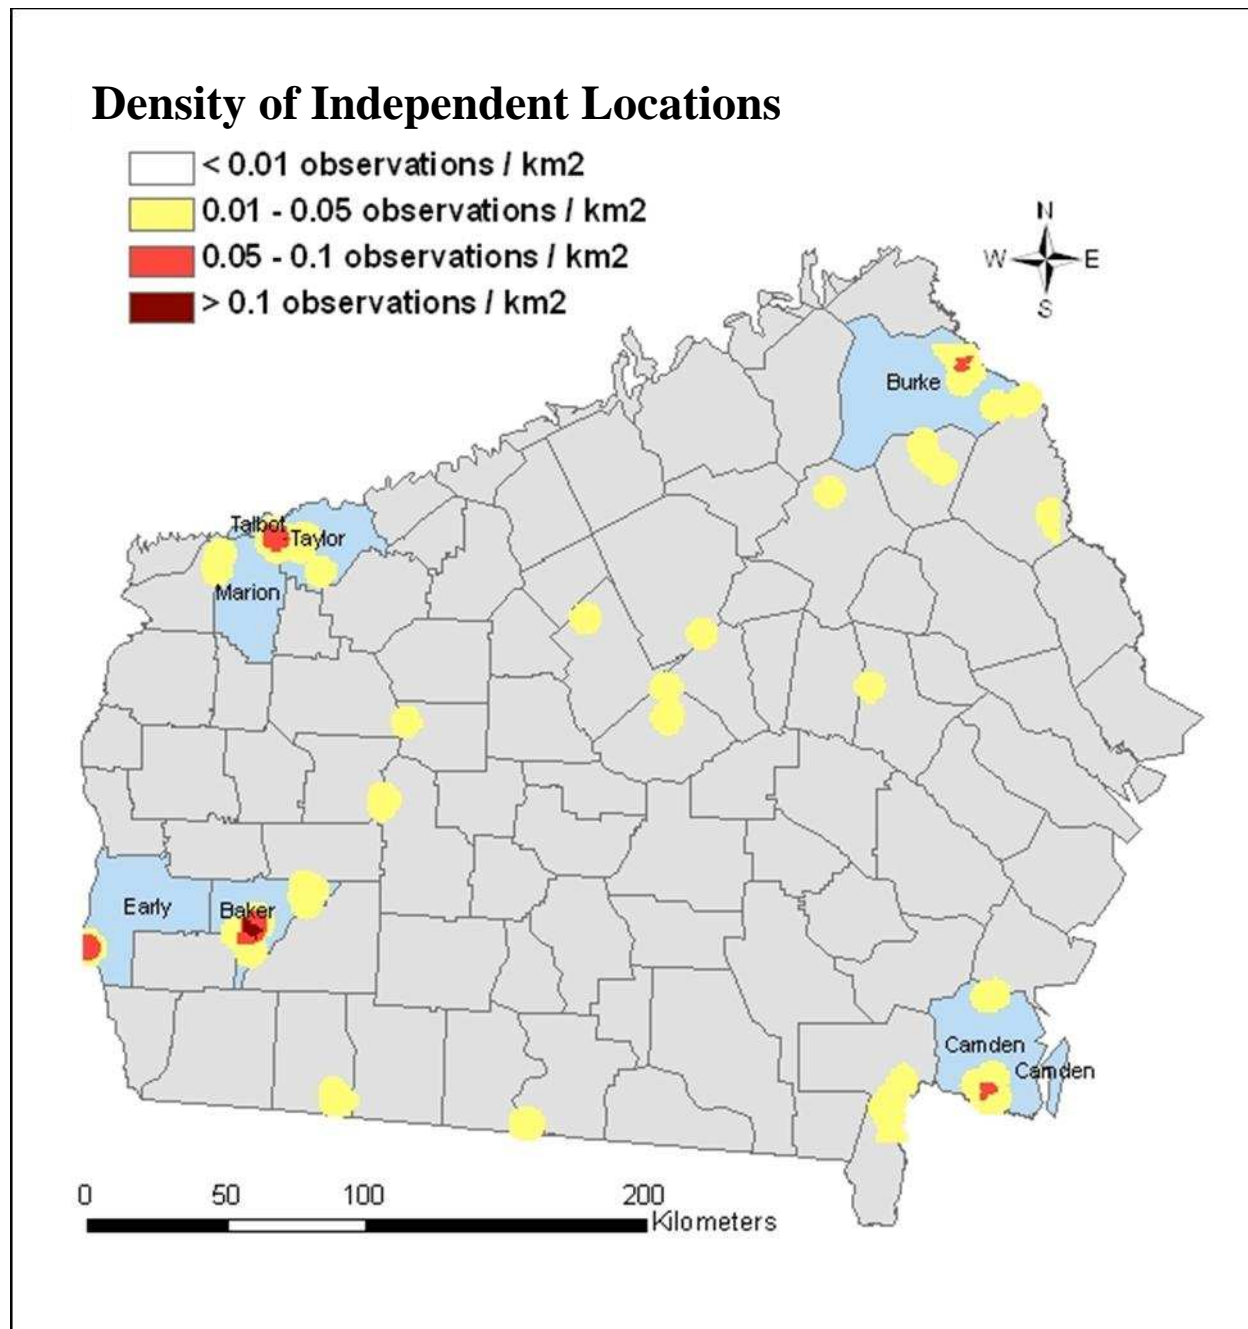 Density of Independent Locations
< 0.01 observations / km2
0.01 - 0.05 observations / km2
0.05 - 0.1 observations / km2
> 0.1 observations / km2
N
W E
S
Burke
Talbot
Taylor
Marion
Early
Baker
Camden
Camden
0 50 100 200
Kilometers